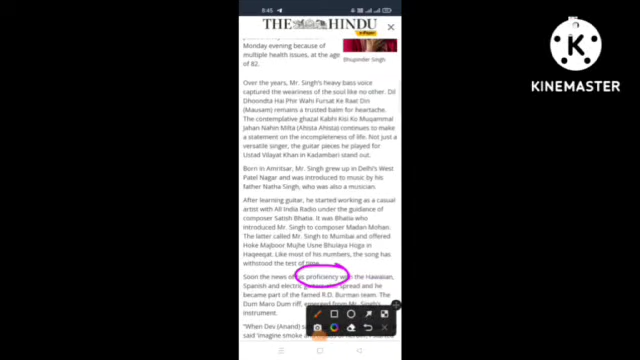 8:45
THE HINDU
e-Paper
Monday evening because of
multiple health issues, at the age
of 82.
Bhupinder Singh
Over the years, Mr. Singh's heavy bass voice
captured the weariness of the soul like no other. Dil
Dhoondta Hai Phir Wahi Fursat Ke Raat Din
(Mausam) remains a trusted balm for heartache.
The contemplative ghazal Kabhi Kisi Ko Muqammal
Jahan Nahin Milta (Ahista Ahista) continues to make
a statement on the incompleteness of life. Not just a
versatile singer, the guitar pieces he played for
Ustad Vilayat Khan in Kadambari stand out.
Born in Amritsar, Mr. Singh grew up in Delhi's West
Patel Nagar and was introduced to music by his
father Natha Singh, who was also a musician.
After learning guitar, he started working as a casual
artist with All India Radio under the guidance of
composer Satish Bhatia. It was Bhatia who
introduced Mr. Singh to composer Madan Mohan.
The latter called Mr. Singh to Mumbai and offered
Hoke Majboor Mujhe Usne Bhulaya Hoga in
Haqeeqat. Like most of his numbers, the song has
withstood the test of time.
Soon the news of his proficiency with the Hawaiian,
Spanish and electric guitars also spread and he
became part of the famed R.D. Burman team. The
Dum Maro Dum riff, emerged from Mr. Singh's
instrument.
"When Dev (Anand) sa
said 'imagine smoke
KINEMASTER